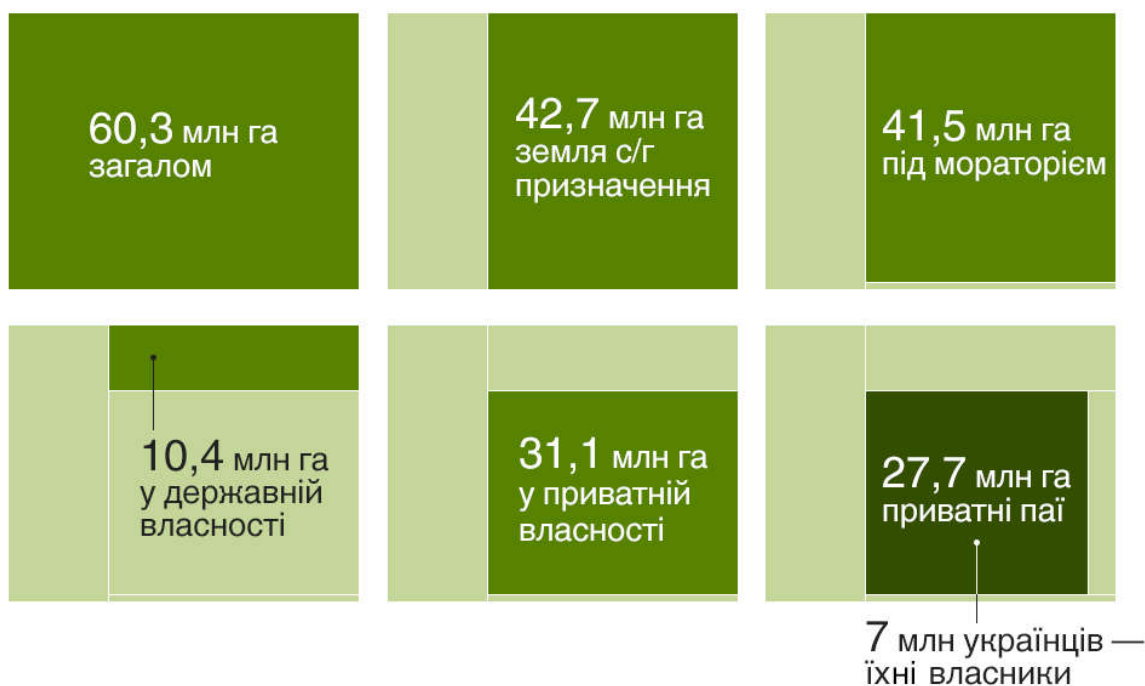 60,3 млн га
загалом
42,7 млн га
земля с/г
призначення
41,5 млн га
під мораторієм
10,4 млн га
у державній
власності
31,1 млн га
у приватній
власності
27,7 млн га
приватні паї
7 млн українців —
їхні власники